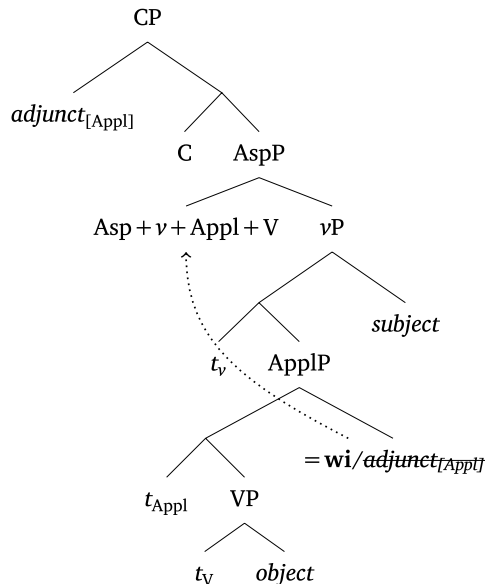 CP
adjunct[Appl]
C AspP
Asp + v + Appl + V vP
subject
tv ApplP
=wi/adjunct[Appl]
tAppl VP
tV object